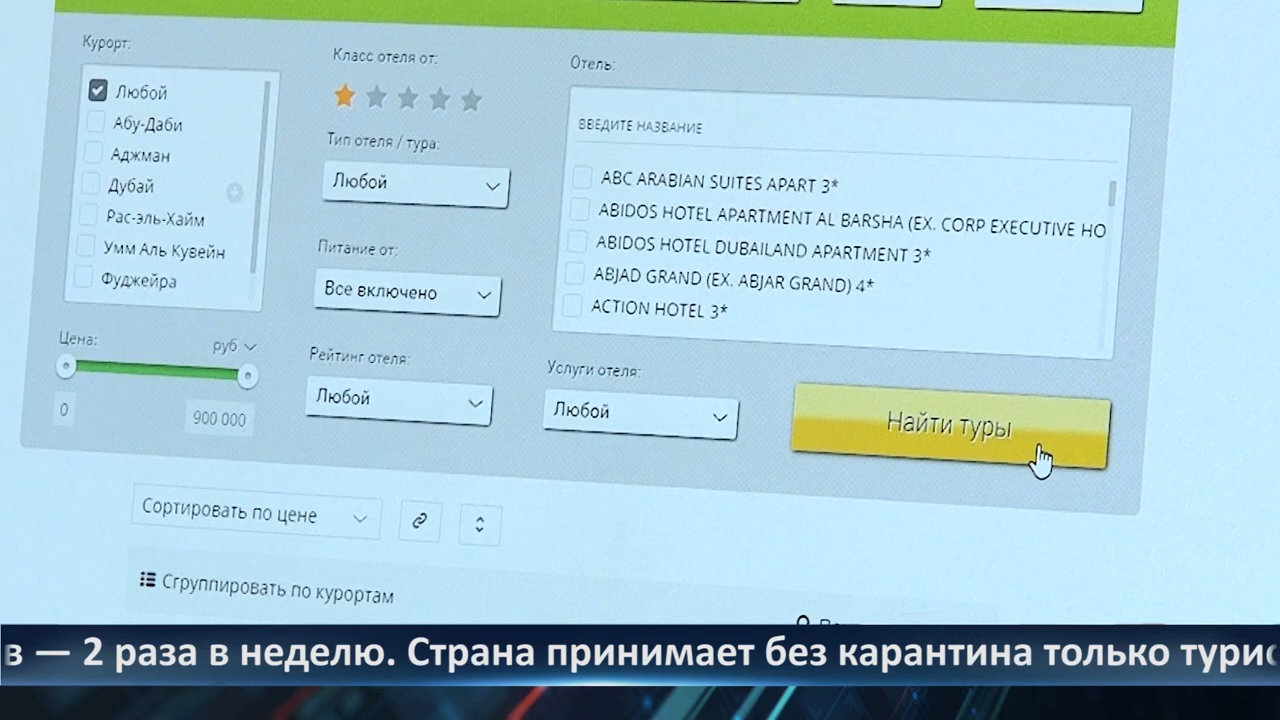 Курорт:
Любой
Абу-Даби
Аджман
Дубай
Рас-эль-Хайм
Умм Аль Кувейн
Фуджейра
Цена:
руб
0
900 000
Класс отеля от:
Тип отеля / тура:
Любой
Питание от:
Все включено
Рейтинг отеля:
Любой
Отель:
ВВЕДИТЕ НАЗВАНИЕ
ABC ARABIAN SUITES APART 3*
ABIDOS HOTEL APARTMENT AL BARSHA (EX. CORP EXECUTIVE HO
ABIDOS HOTEL DUBAILAND APARTMENT 3*
ABJAD GRAND (EX. ABJAR GRAND) 4*
ACTION HOTEL 3*
Услуги отеля:
Любой
Найти туры
Сортировать по цене
Сгруппировать по курортам
в — 2 раза в неделю. Страна принимает без карантина только турис